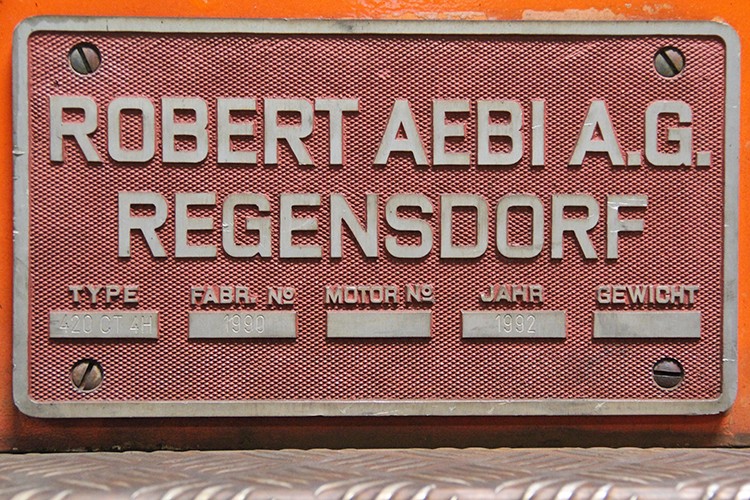 ROBERT AEBI A.G.
REGENSDORF
TYPE FABR. No MOTOR No JAHR GEWICHT
420 CT 4H 1990 1992